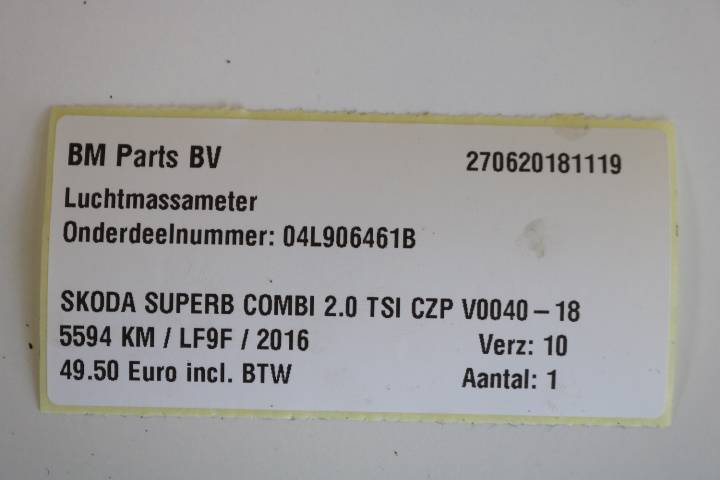 BM Parts BV 270620181119
Luchtmassameter
Onderdeelnummer: 04L906461B
SKODA SUPERB COMBI 2.0 TSI CZP V0040-18
5594 KM / LF9F / 2016 Verz: 10
49.50 Euro incl. BTW Aantal: 1